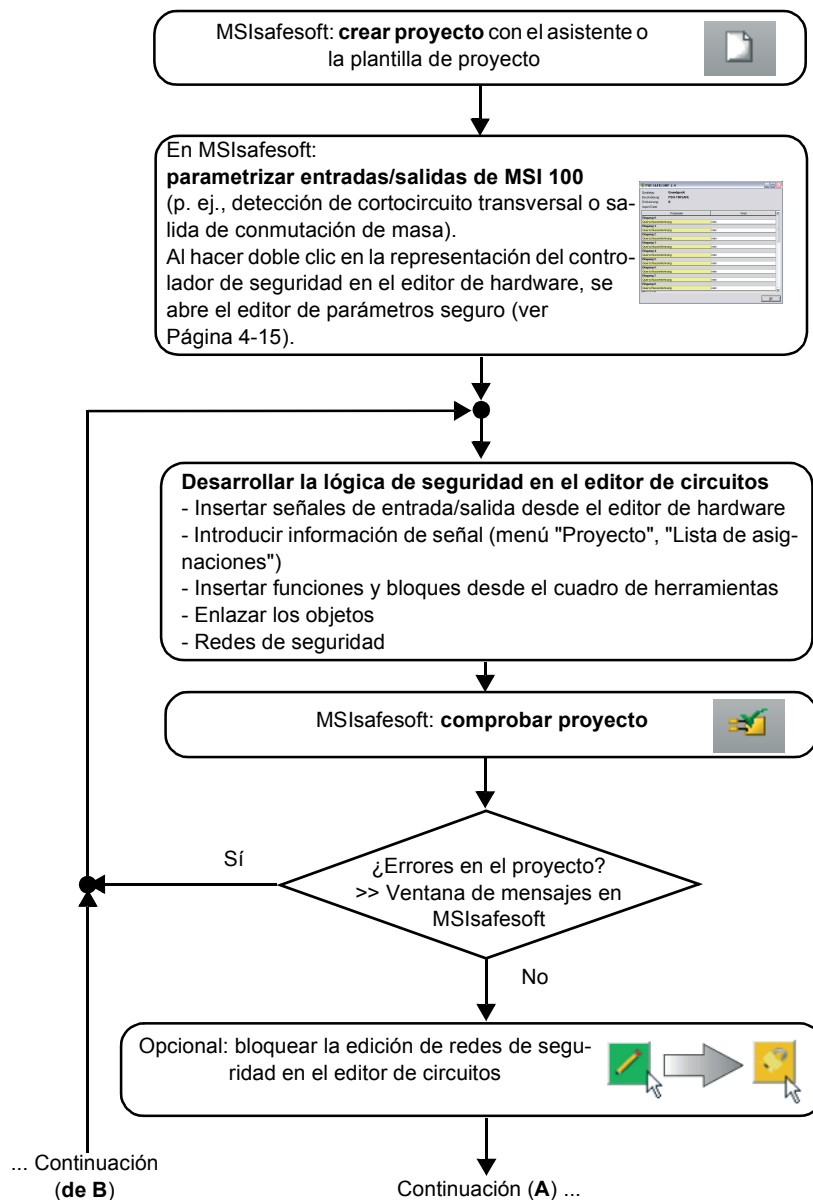 MSIsafesoft: crear proyecto con el asistente o
la plantilla de proyecto
En MSIsafesoft:
parametrizar entradas/salidas de MSI 100
(p. ej., detección de cortocircuito transversal o sa-
lida de conmutación de masa).
Al hacer doble clic en la representación del contro-
lador de seguridad en el editor de hardware, se
abre el editor de parámetros seguro (ver
Página 4-15).
Desarrollar la lógica de seguridad en el editor de circuitos
- Insertar señales de entrada/salida desde el editor de hardware
- Introducir información de señal (menú "Proyecto", "Lista de asig-
naciones")
- Insertar funciones y bloques desde el cuadro de herramientas
- Enlazar los objetos
- Redes de seguridad
MSIsafesoft: comprobar proyecto
Sí
¿Errores en el proyecto?
>> Ventana de mensajes en
MSIsafesoft
No
Opcional: bloquear la edición de redes de segu-
ridad en el editor de circuitos
... Continuación
(de B)
Continuación (A) ...